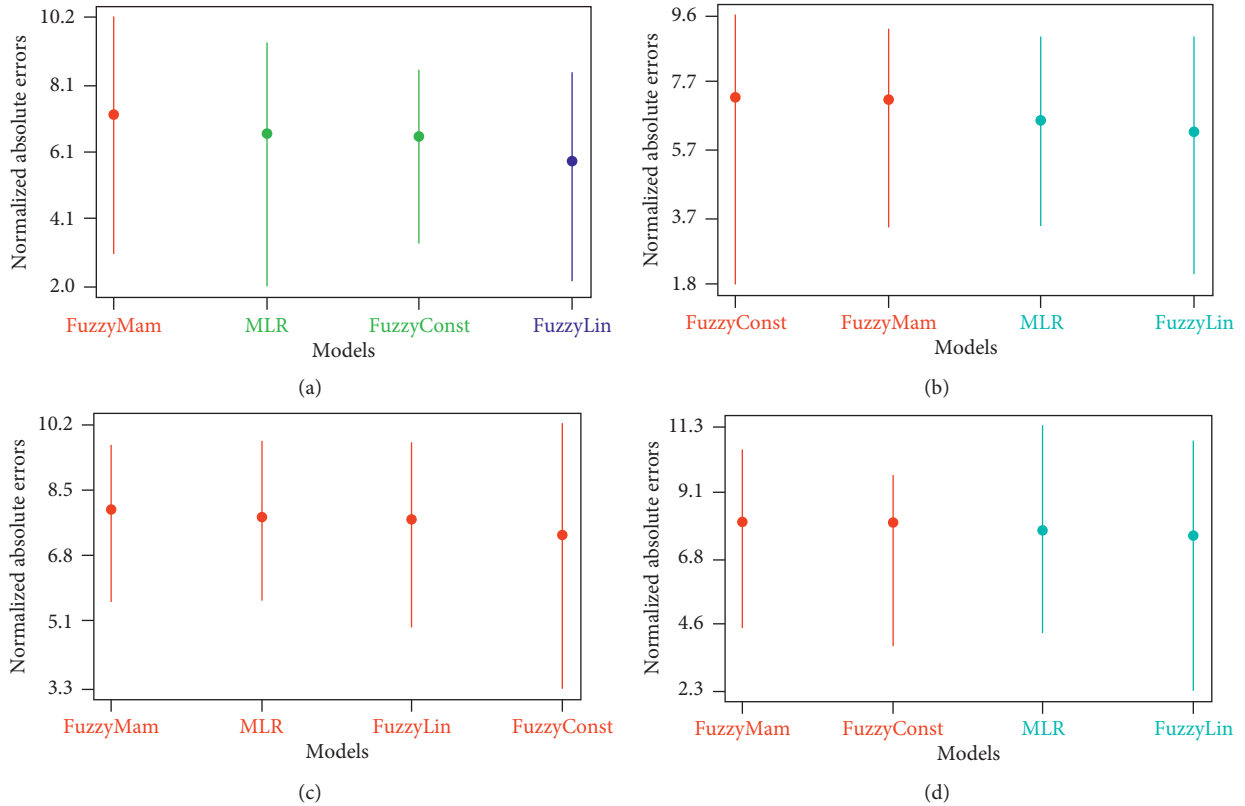 Normalized absolute errors
10.2
8.1
6.1
4.1
2.0
FuzzyMam MLR FuzzyConst FuzzyLin
Models
(a)
Normalized absolute errors
9.6
7.7
5.7
3.7
1.8
FuzzyConst FuzzyMam MLR FuzzyLin
Models
(b)
Normalized absolute errors
10.2
8.5
6.8
5.1
3.3
FuzzyMam MLR FuzzyLin FuzzyConst
Models
(c)
Normalized absolute errors
11.3
9.1
6.8
4.6
2.3
FuzzyMam FuzzyConst MLR FuzzyLin
Models
(d)